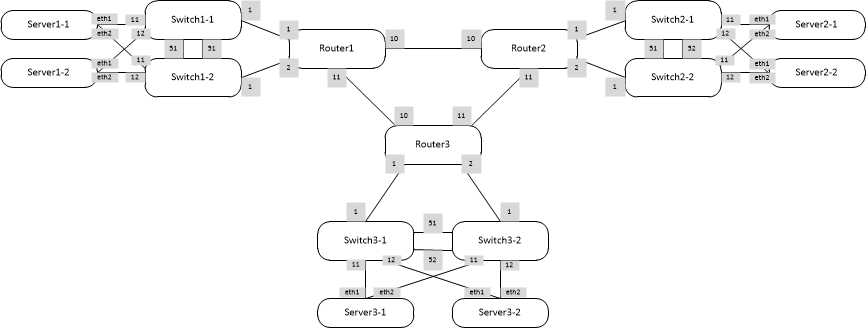 Server1-1
eth1
eth2
11
12
Switch1-1
1
51
51
Server1-2
eth1
eth2
11
12
Switch1-2
1
1
2
Router1
10
11
10
Router2
1
2
11
1
Switch2-1
11
12
eth1
eth2
Server2-1
51
52
1
Switch2-2
11
12
eth1
eth2
Server2-2
10
11
Router3
1
2
1
1
Switch3-1
51
52
Switch3-2
11
12
11
12
eth1
eth2
eth1
eth2
Server3-1
Server3-2